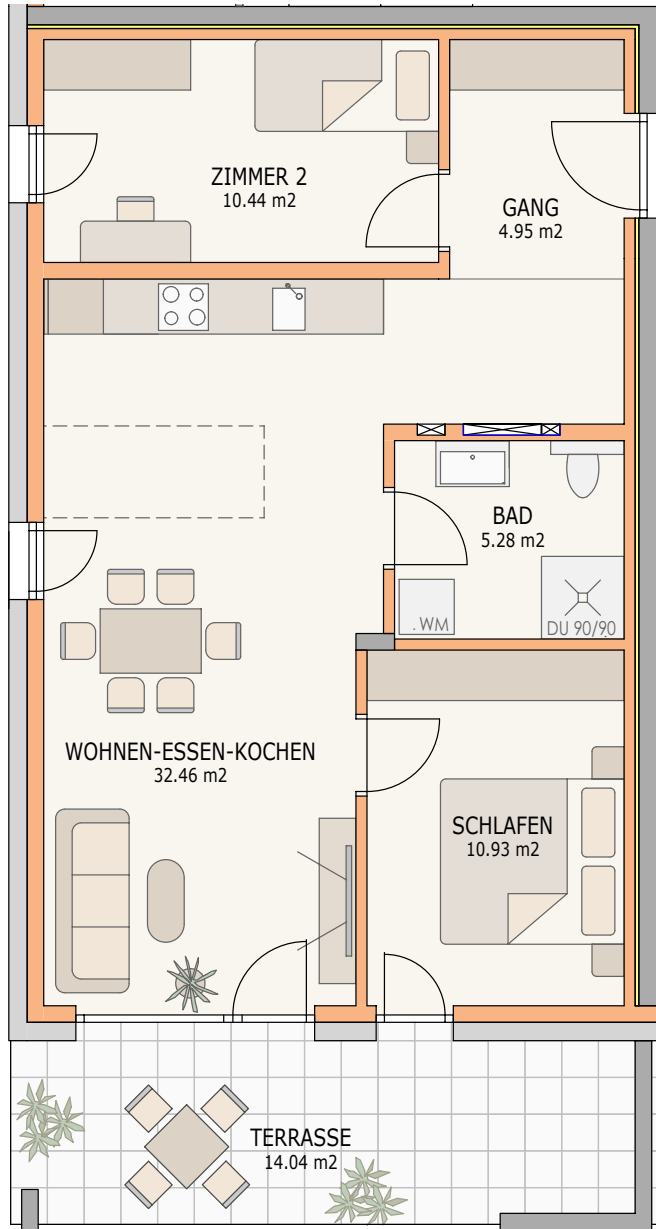 ZIMMER 2
10.44 m2
GANG
4.95 m2
BAD
5.28 m2
WM
DU 90/90
WOHNEN-ESSEN-KOCHEN
32.46 m2
SCHLAFEN
10.93 m2
TERRASSE
14.04 m2